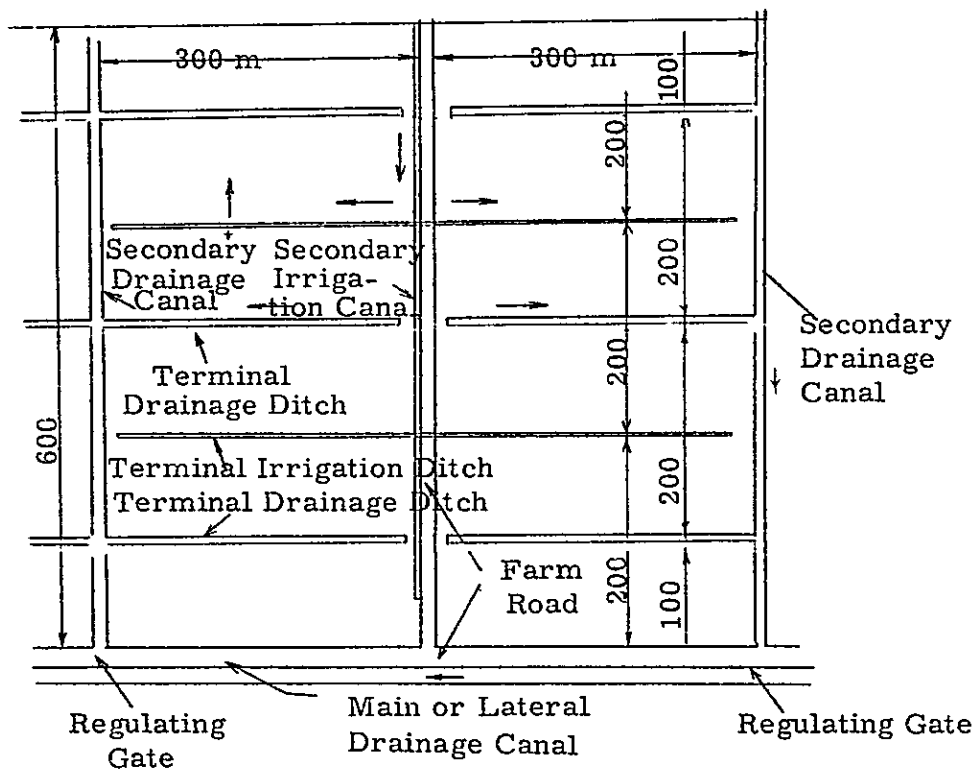 300 m
300 m
100
200
Secondary
Drainage
Canal
Secondary
Irriga-
tion Canal
200
Secondary
Drainage
Canal
Terminal
Drainage Ditch
200
600
Terminal Irrigation Ditch
Terminal Drainage Ditch
200
Farm
Road
200
100
Main or Lateral
Drainage Canal
Regulating
Gate
Regulating Gate